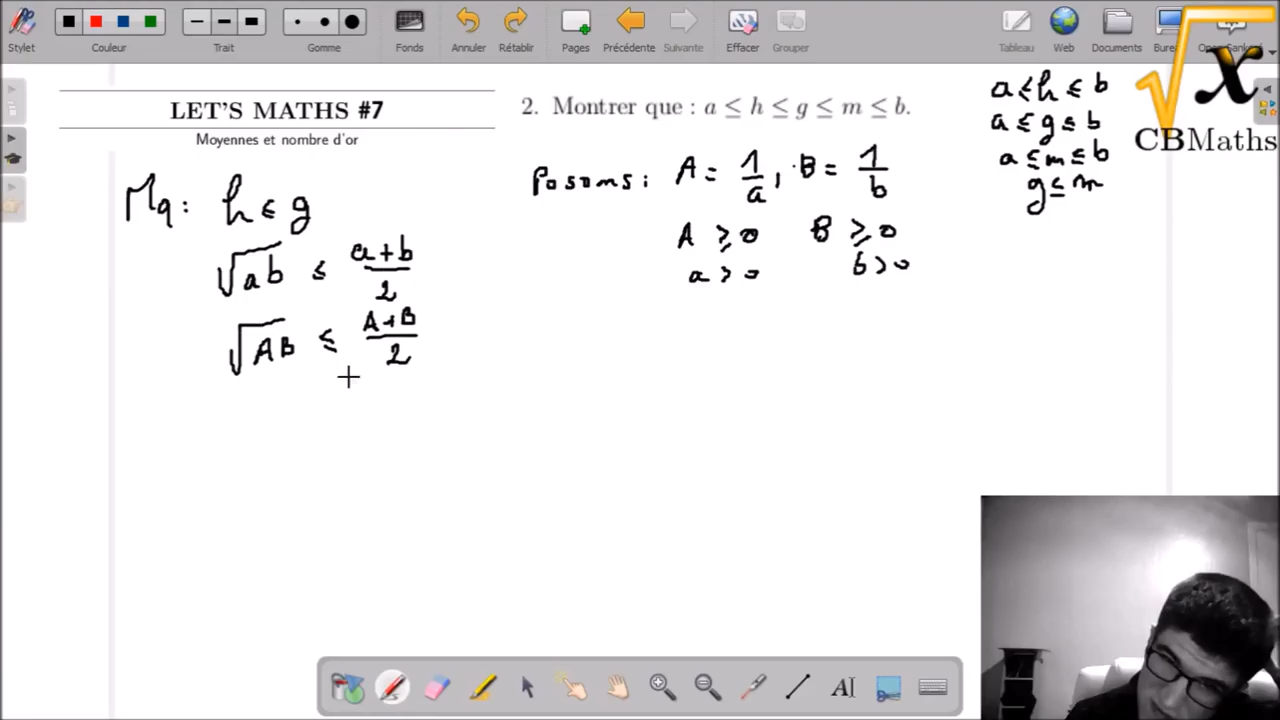 Stylet
Couleur
Trait
Gomme
Fonds
Annuler
Rétablir
Pages
Précédente
Suivante
Effacer
Grouper
Tableau
Web
Documents
CBMaths
LET'S MATHS #7
Moyennes et nombre d'or
Mq : h ≤ g
√ab ≤ (a+b)/2
√AB ≤ (A+B)/2
2. Montrer que : a ≤ h ≤ g ≤ m ≤ b.
Posons : A = 1/a, B = 1/b
A ≥ 0 B ≥ 0
a > 0 b > 0
a ≤ h ≤ b
a ≤ g ≤ b
a ≤ m ≤ b
g ≤ m
AI